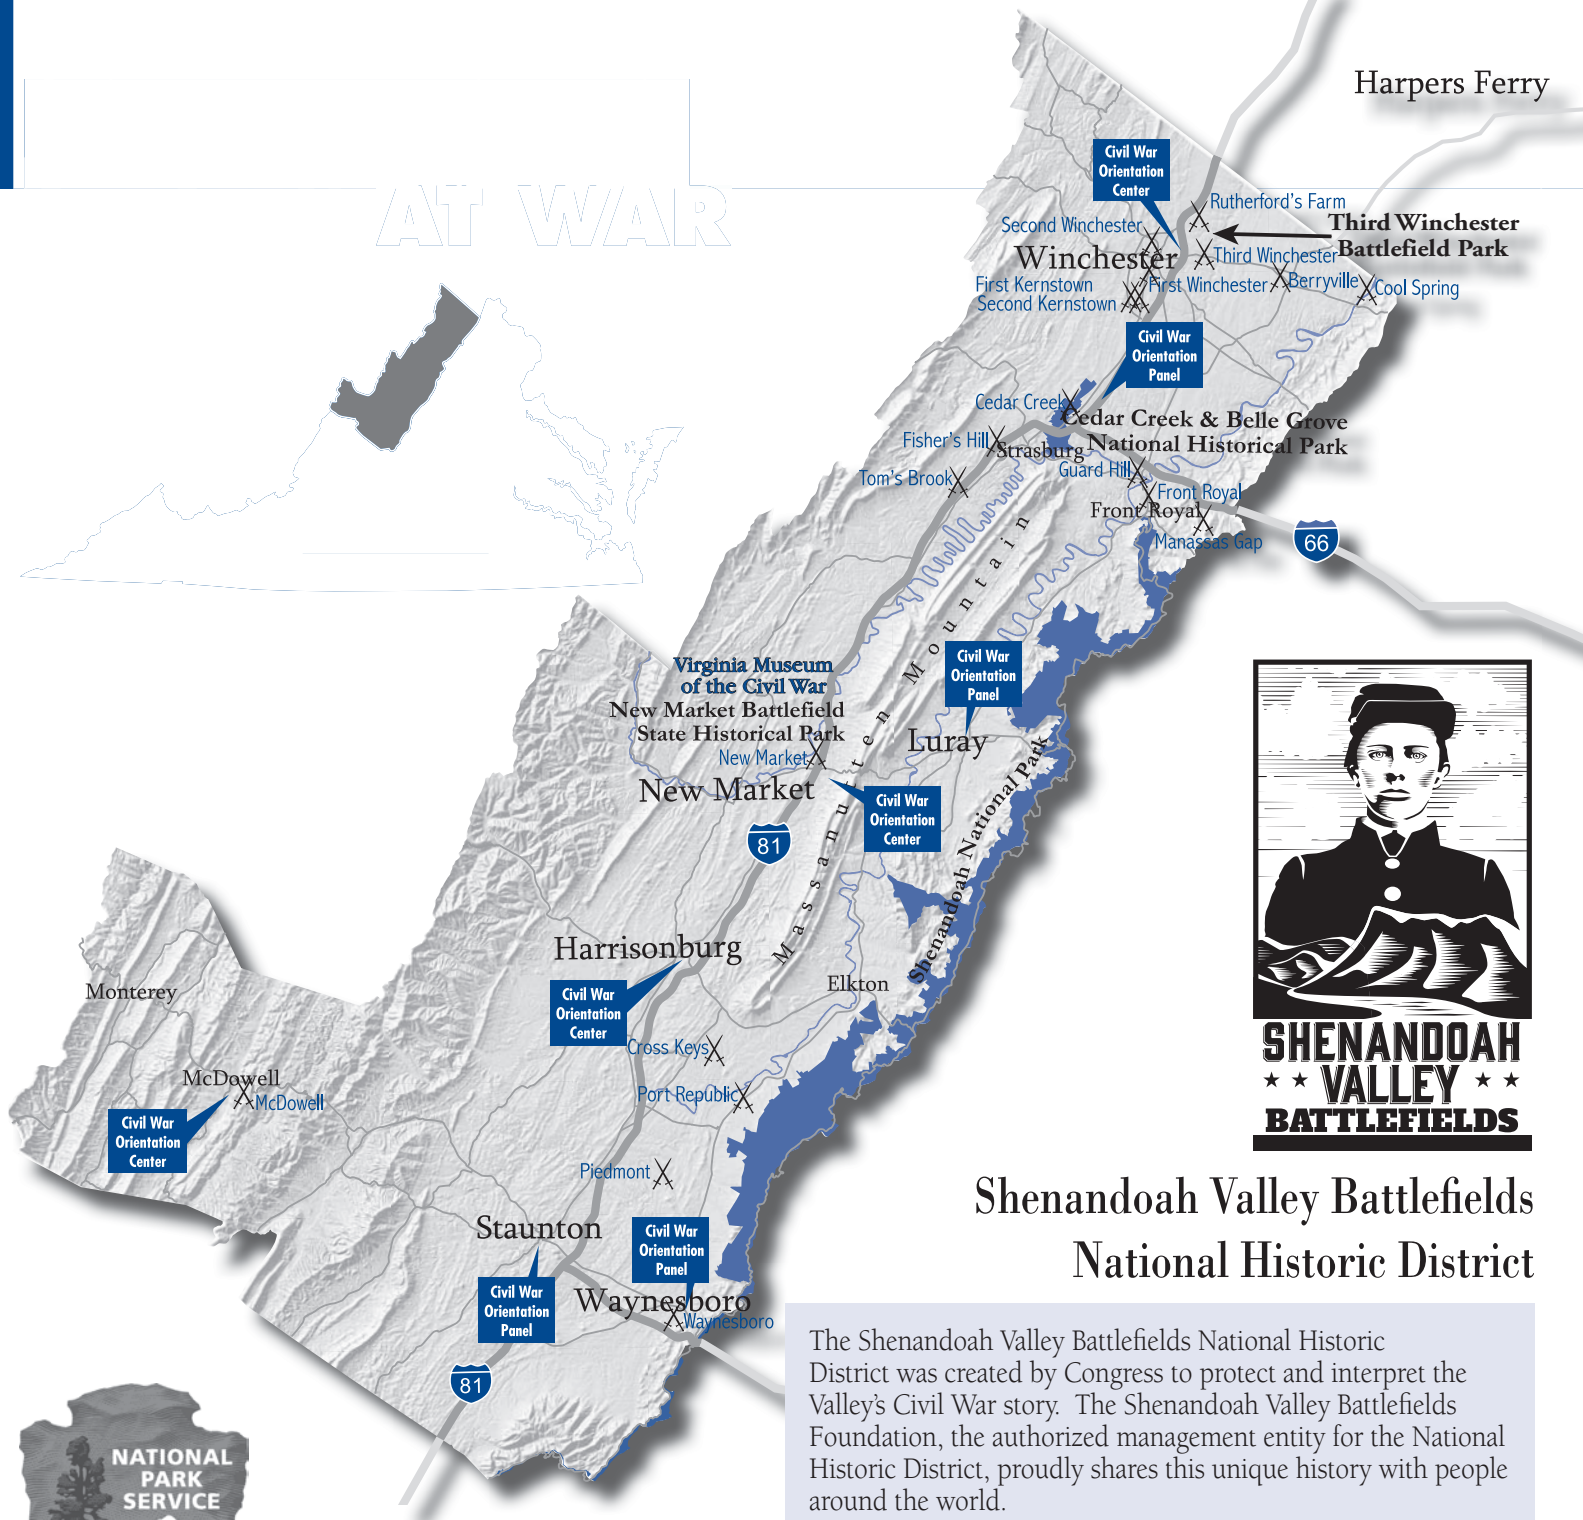 AT WAR
Harpers Ferry
Civil War
Orientation
Center
Rutherford's Farm
Second Winchester
Third Winchester
Battlefield Park
Winchester
Third Winchester
First Kernstown
First Winchester
Berryville
Cool Spring
Second Kernstown
Civil War
Orientation
Panel
Cedar Creek
Cedar Creek & Belle Grove
National Historical Park
Fisher's Hill
Strasburg
Guard Hill
Tom's Brook
Front Royal
Front Royal
Manassas Gap
66
Massanutten Mountain
Civil War
Orientation
Panel
Virginia Museum
of the Civil War
New Market Battlefield
State Historical Park
New Market
Luray
New Market
Shenandoah National Park
Civil War
Orientation
Center
81
Harrisonburg
Elkton
Civil War
Orientation
Center
Monterey
Cross Keys
McDowell
McDowell
Port Republic
Civil War
Orientation
Center
Piedmont
Staunton
Civil War
Orientation
Panel
Civil War
Orientation
Panel
Waynesboro
Waynesboro
81
SHENANDOAH
VALLEY
BATTLEFIELDS
Shenandoah Valley Battlefields
National Historic District
The Shenandoah Valley Battlefields National Historic
District was created by Congress to protect and interpret the
Valley's Civil War story. The Shenandoah Valley Battlefields
Foundation, the authorized management entity for the National
Historic District, proudly shares this unique history with people
around the world.
NATIONAL
PARK
SERVICE